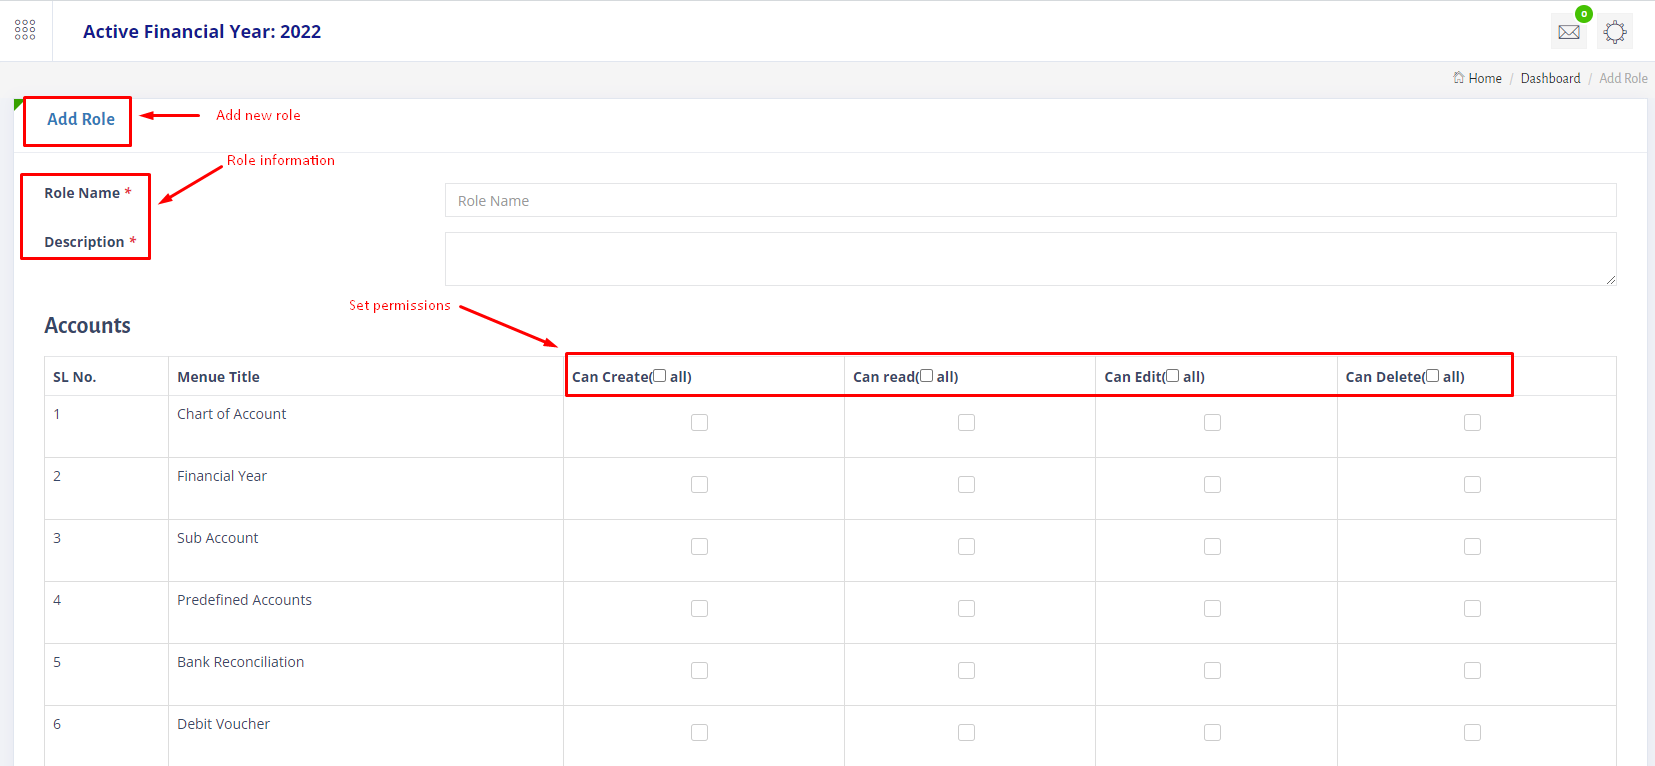 Active Financial Year: 2022
0
Home / Dashboard / Add Role
Add Role
Add new role
Role information
Role Name *
Role Name
Description *
Set permissions
Accounts
SL No. Menue Title Can Create( all) Can read( all) Can Edit( all) Can Delete( all)
1 Chart of Account
2 Financial Year
3 Sub Account
4 Predefined Accounts
5 Bank Reconciliation
6 Debit Voucher